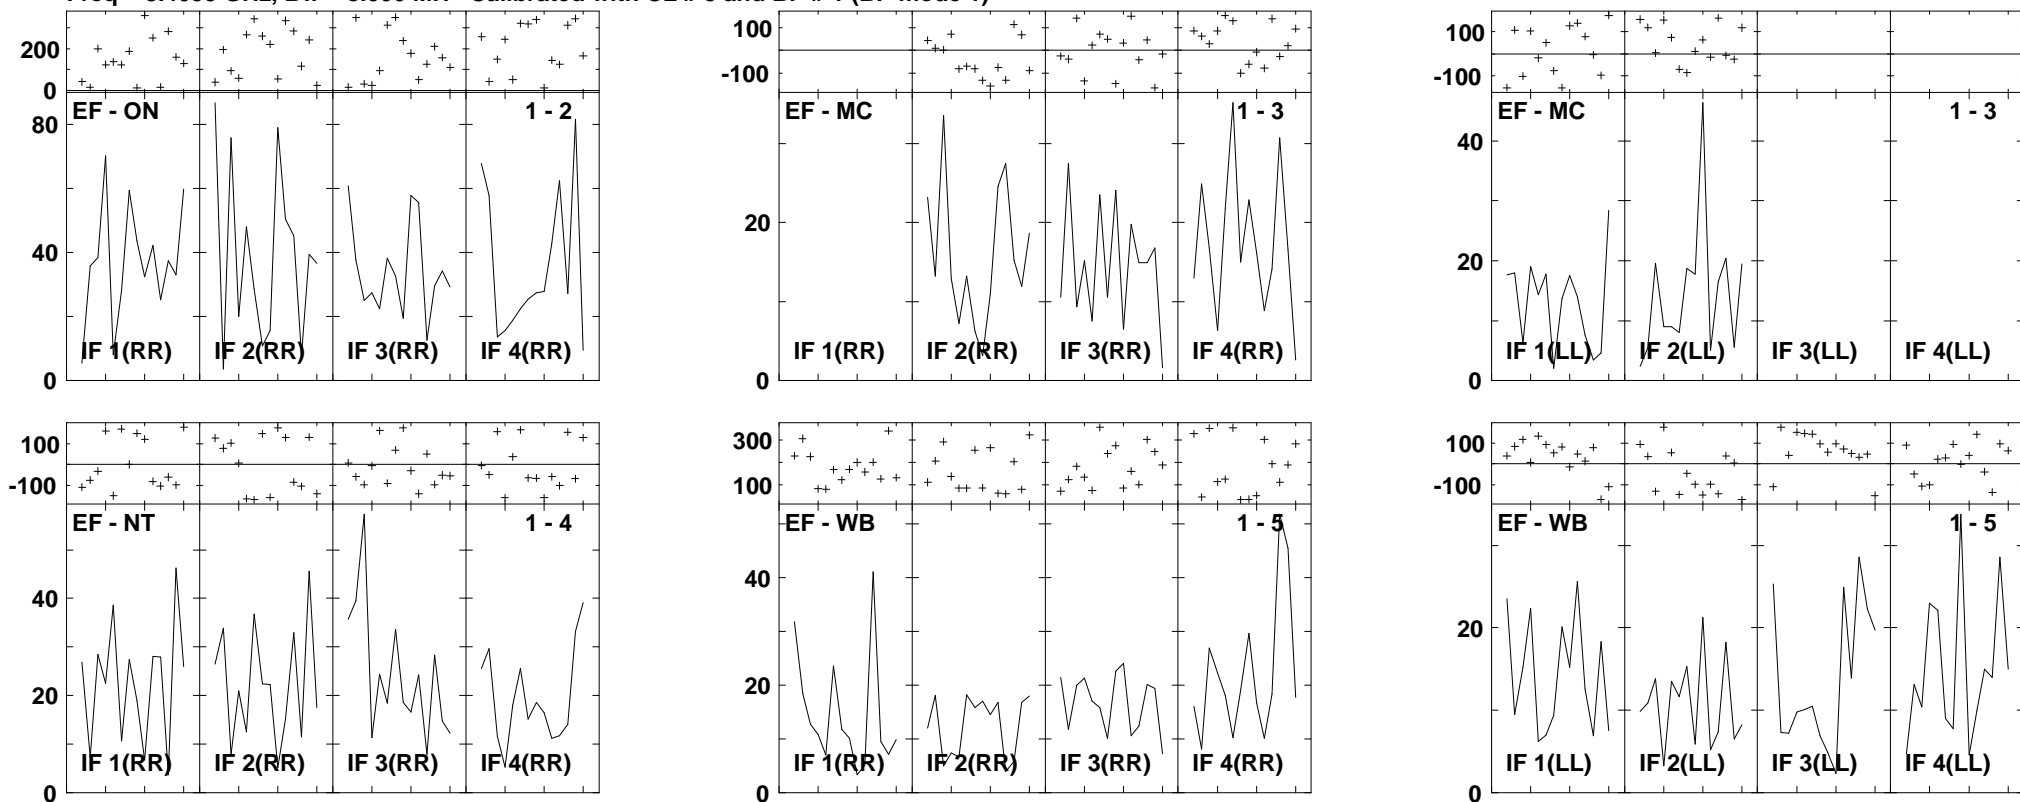 200
0
EF - ON
1 - 2
80
40
0
IF 1(RR)
IF 2(RR)
IF 3(RR)
IF 4(RR)
100
-100
EF - MC
1 - 3
20
0
IF 1(RR)
IF 2(RR)
IF 3(RR)
IF 4(RR)
100
-100
EF - MC
1 - 3
40
20
0
IF 1(LL)
IF 2(LL)
IF 3(LL)
IF 4(LL)
100
-100
EF - NT
1 - 4
40
20
0
IF 1(RR)
IF 2(RR)
IF 3(RR)
IF 4(RR)
300
100
EF - WB
1 - 5
40
20
0
IF 1(RR)
IF 2(RR)
IF 3(RR)
IF 4(RR)
100
-100
EF - WB
1 - 5
20
0
IF 1(LL)
IF 2(LL)
IF 3(LL)
IF 4(LL)